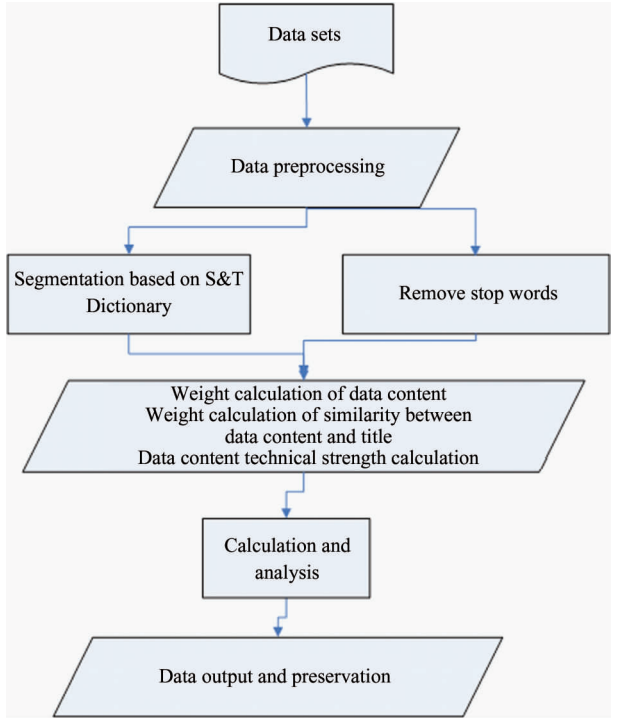 Data sets
Data preprocessing
Segmentation based on S&T
Dictionary
Remove stop words
Weight calculation of data content
Weight calculation of similarity between
data content and title
Data content technical strength calculation
Calculation and
analysis
Data output and preservation